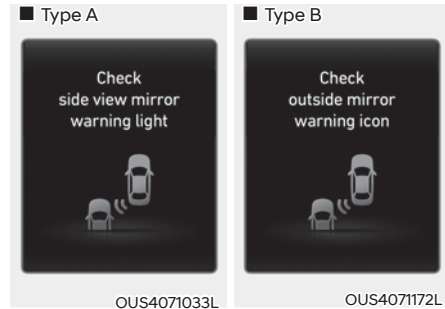 ■ Type A
Check
side view mirror
warning light
OUS4071033L
■ Type B
Check
outside mirror
warning icon
OUS4071172L